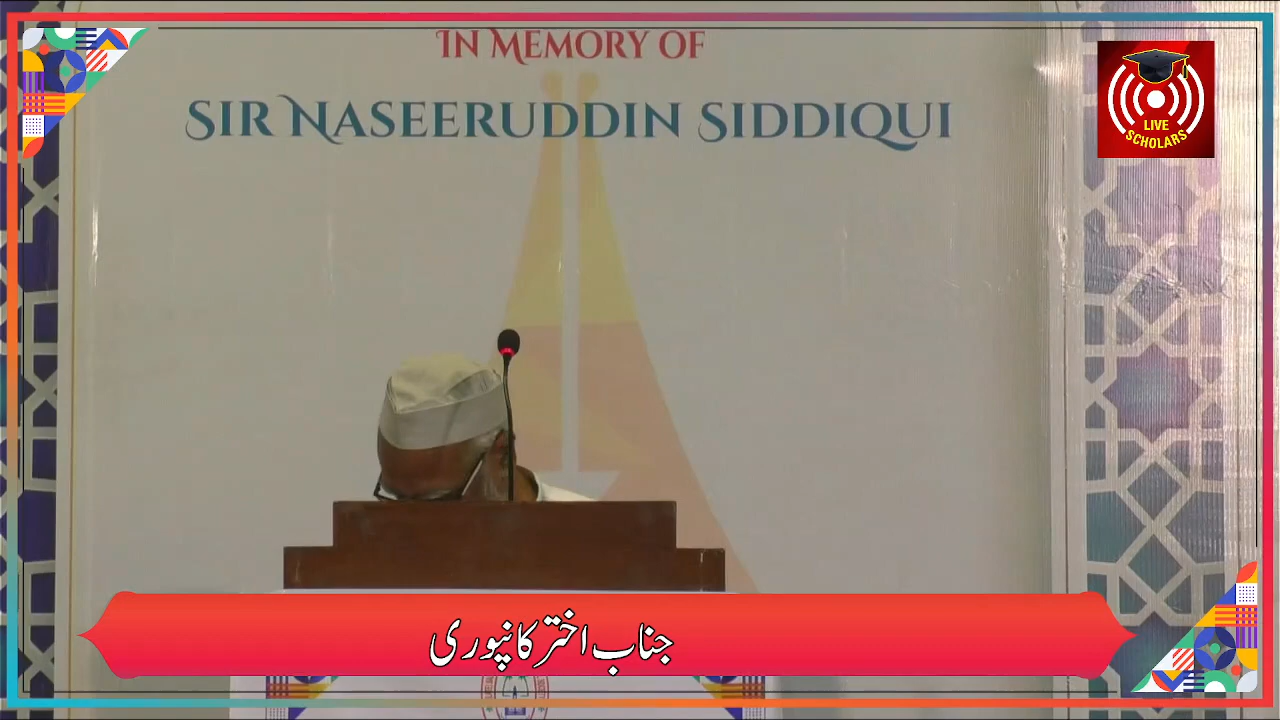 IN MEMORY OF
SIR NASEERUDDIN SIDDIQUI
LIVE
SCHOLARS
جناب اختر کانپوری